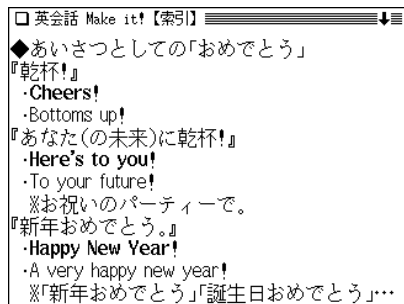 英会話 Make it!【索引】
◆あいさつとしての「おめでとう」
『乾杯!』
·Cheers!
·Bottoms up!
『あなた(の未来)に乾杯!』
·Here's to you!
·To your future!
※お祝いのパーティーで。
『新年おめでとう。』
·Happy New Year!
·A very happy new year!
※「新年おめでとう」「誕生日おめでとう」…